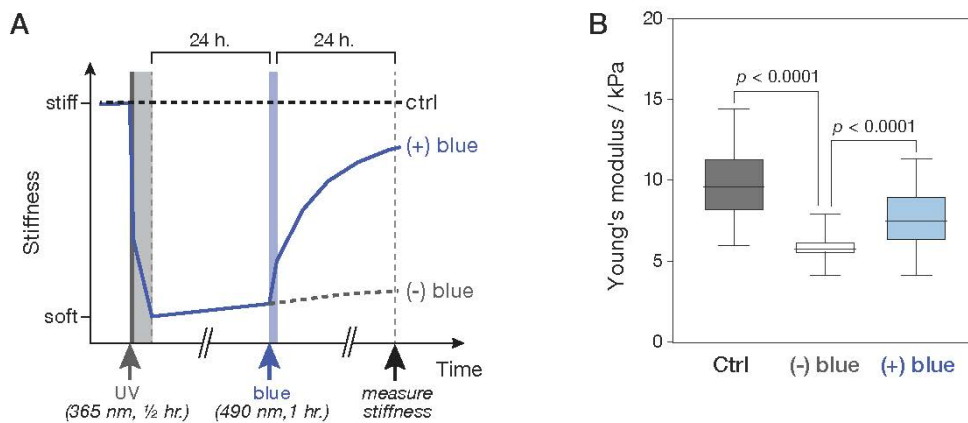 A
24 h.
24 h.
Stiffness
stiff
ctrl
(+) blue
(-) blue
soft
Time
UV
(365 nm, ½ hr.)
blue
(490 nm, 1 hr.)
measure
stiffness
B
Young's modulus / kPa
20
15
10
5
0
p < 0.0001
p < 0.0001
Ctrl
(-) blue
(+) blue